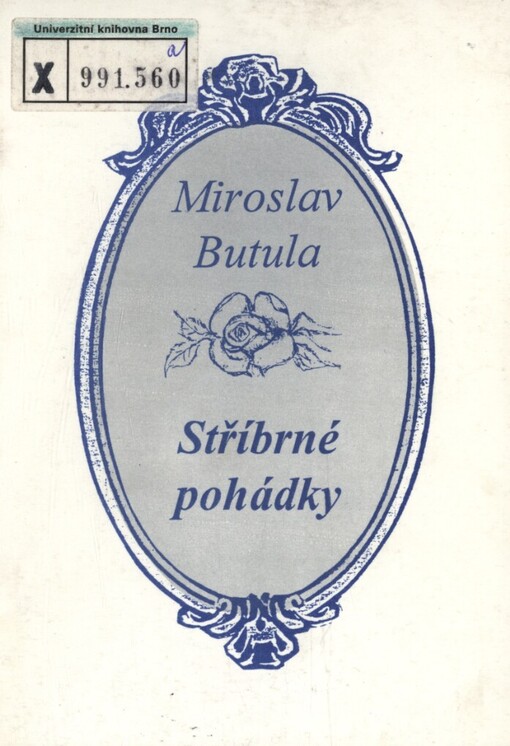 Univerzitní knihovna Brno
a
X 991.560
Miroslav
Butula
Stříbrné
pohádky